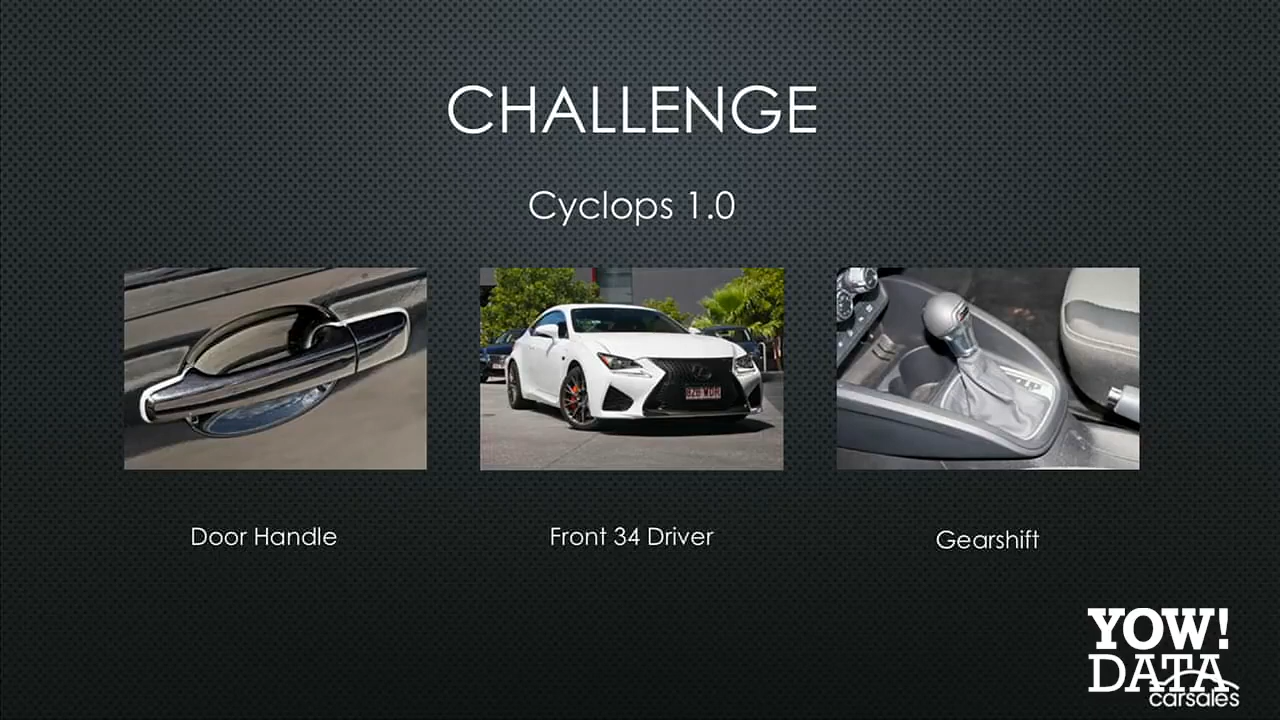 CHALLENGE
Cyclops 1.0
Door Handle
Front 34 Driver
Gearshift
YOW!
DATA
carsales